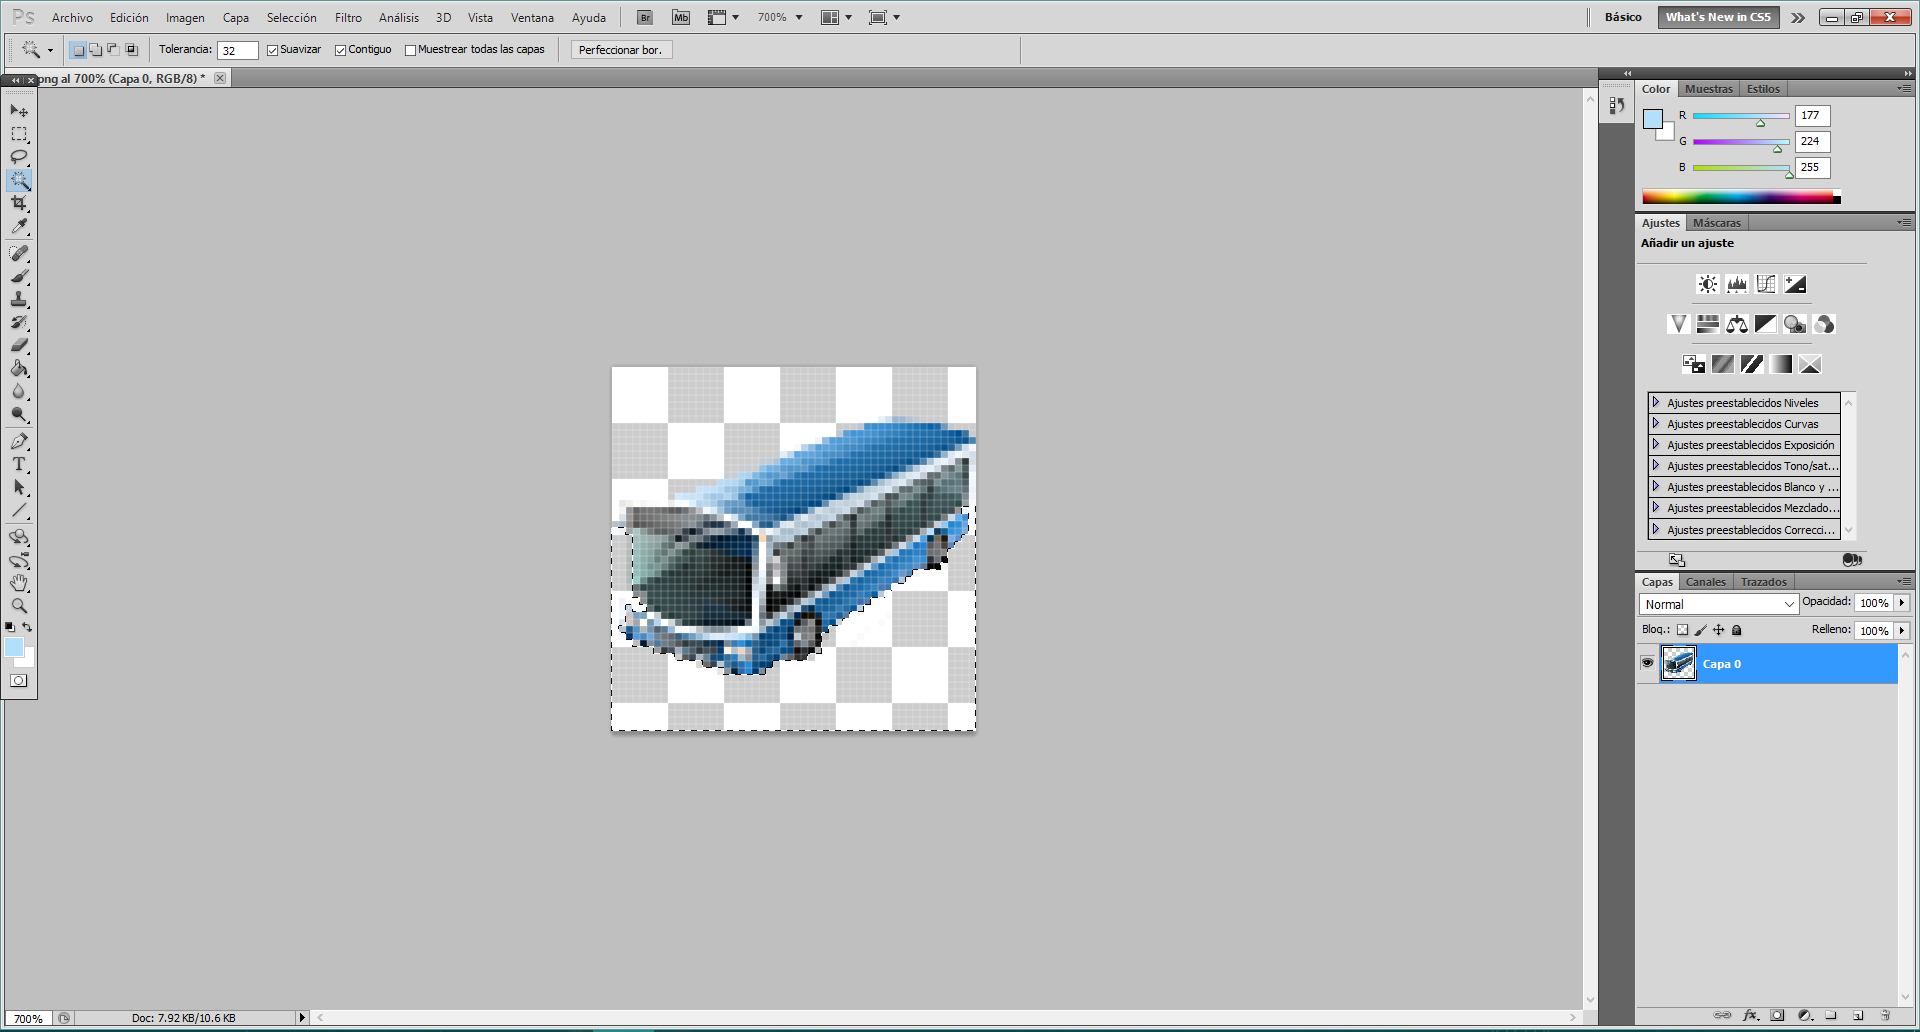 Ps Archivo Edición Imagen Capa Selección Filtro Análisis 3D Vista Ventana Ayuda Br Mb 700% Básico What's New in CS5
Tolerancia: 32 Suavizar Contiguo Muestrear todas las capas Perfeccionar bor.
png al 700% (Capa 0, RGB/8) *
Color Muestras Estilos
R 177
G 224
B 255
Ajustes Máscaras
Añadir un ajuste
Ajustes preestablecidos Niveles
Ajustes preestablecidos Curvas
Ajustes preestablecidos Exposición
Ajustes preestablecidos Tono/sat...
Ajustes preestablecidos Blanco y ...
Ajustes preestablecidos Mezclado...
Ajustes preestablecidos Correcci...
Capas Canales Trazados
Normal Opacidad: 100%
Bloq.: Relleno: 100%
Capa 0
700% Doc: 7.92 KB/10.6 KB